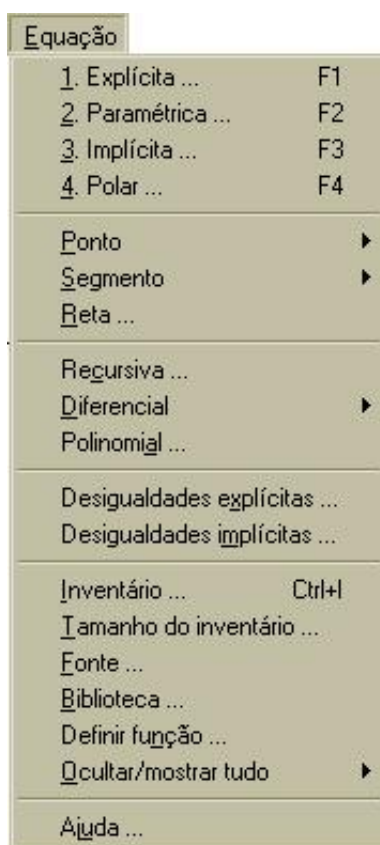 Equação
1. Explícita ... F1
2. Paramétrica ... F2
3. Implícita ... F3
4. Polar ... F4
Ponto
Segmento
Reta ...
Recursiva ...
Diferencial
Polinomial ...
Desigualdades explícitas ...
Desigualdades implícitas ...
Inventário ... Ctrl+I
Tamanho do inventário ...
Fonte ...
Biblioteca ...
Definir função ...
Ocultar/mostrar tudo
Ajuda ...